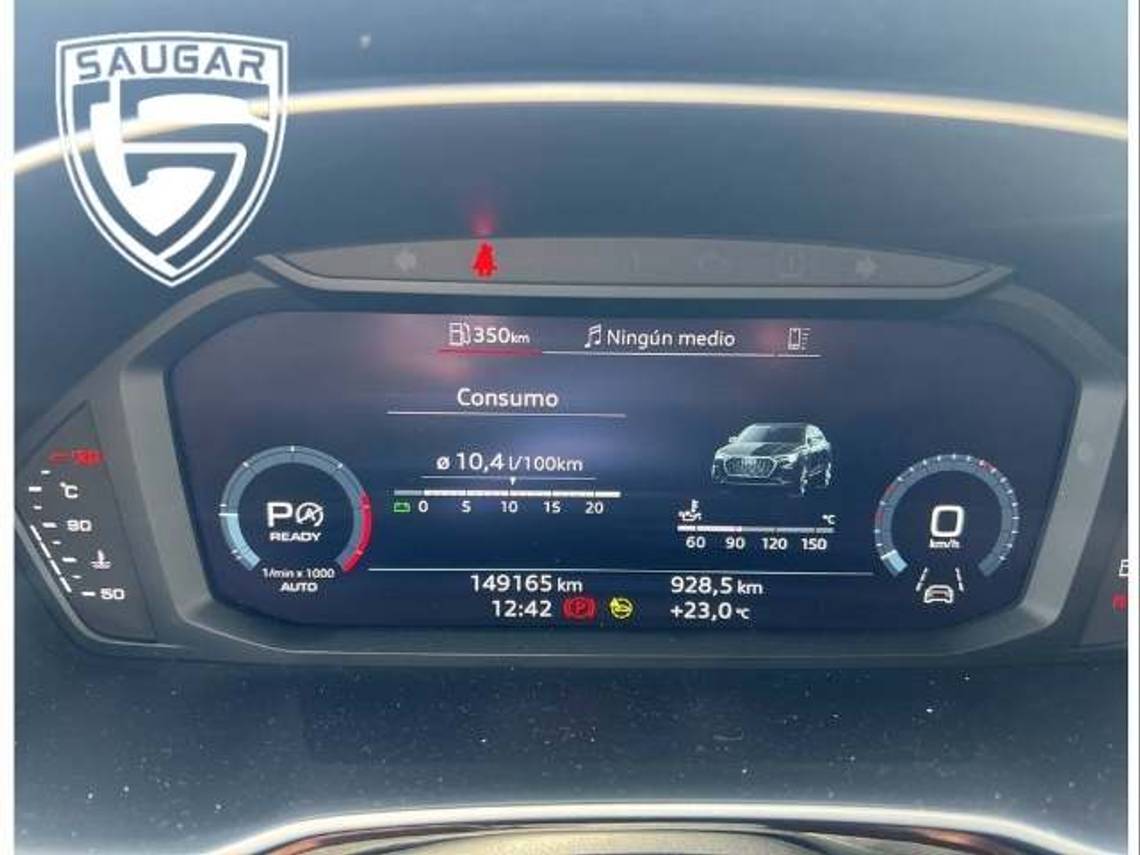 SAUGAR
350km
Ningún medio
Consumo
ø 10,4 l/100km
0 5 10 15 20
°C
60 90 120 150
°C
90
50
P
READY
1/min x 1000
AUTO
0
km/h
149165 km
928,5 km
12:42
P
+23,0 °C